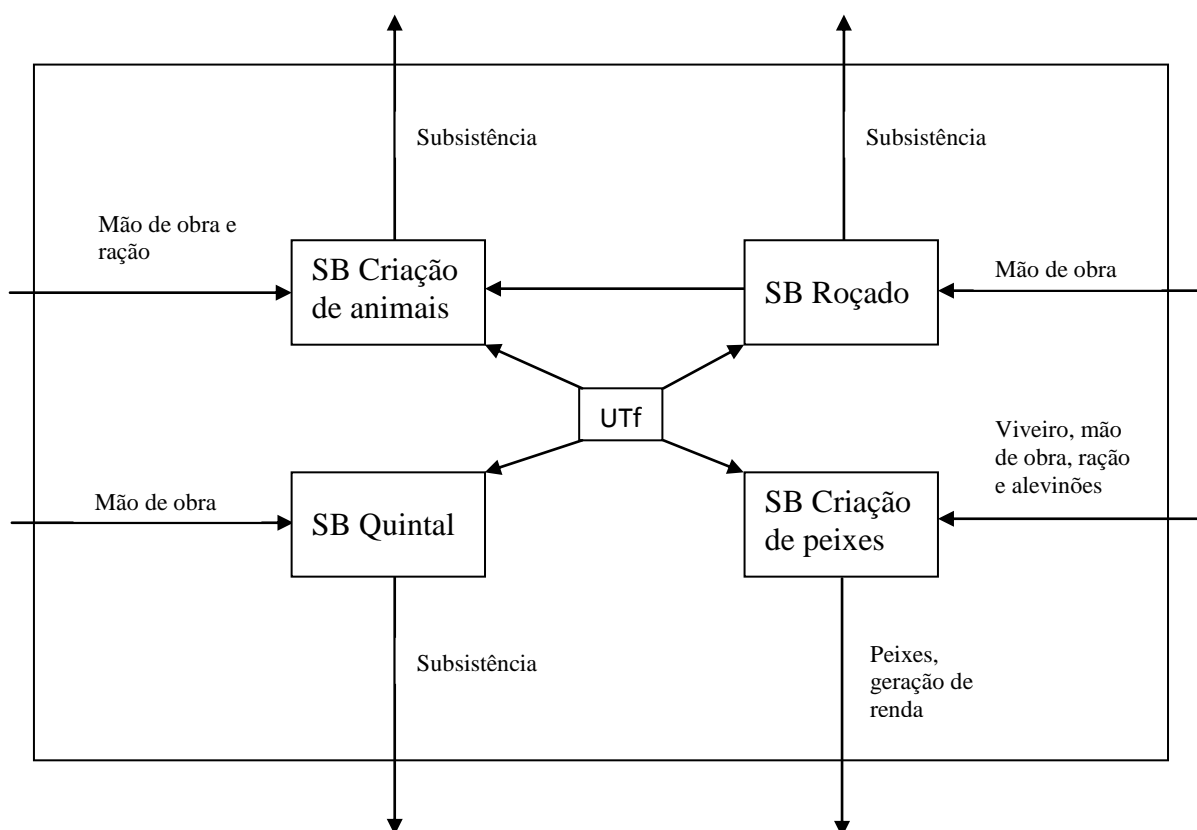 Subsistência
Subsistência
Mão de obra e
ração
SB Criação
de animais
SB Roçado
Mão de obra
UTf
Viveiro, mão
de obra, ração
e alevinões
Mão de obra
SB Quintal
SB Criação
de peixes
Subsistência
Peixes,
geração de
renda